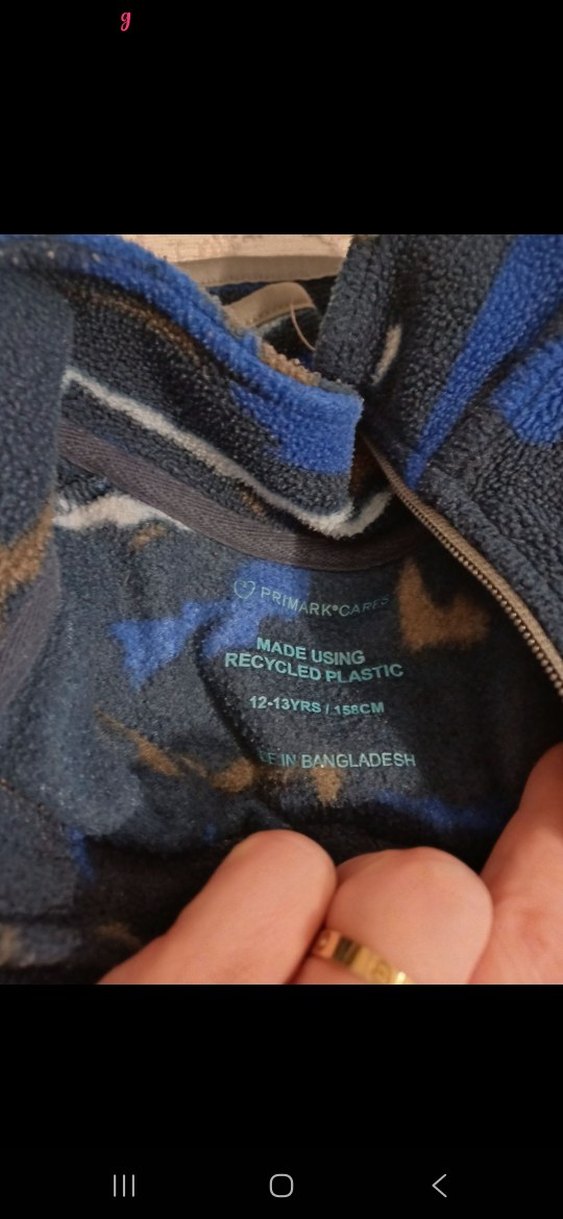 g
PRIMARK®CARES
MADE USING
RECYCLED PLASTIC
12-13YRS / 158CM
IN BANGLADESH